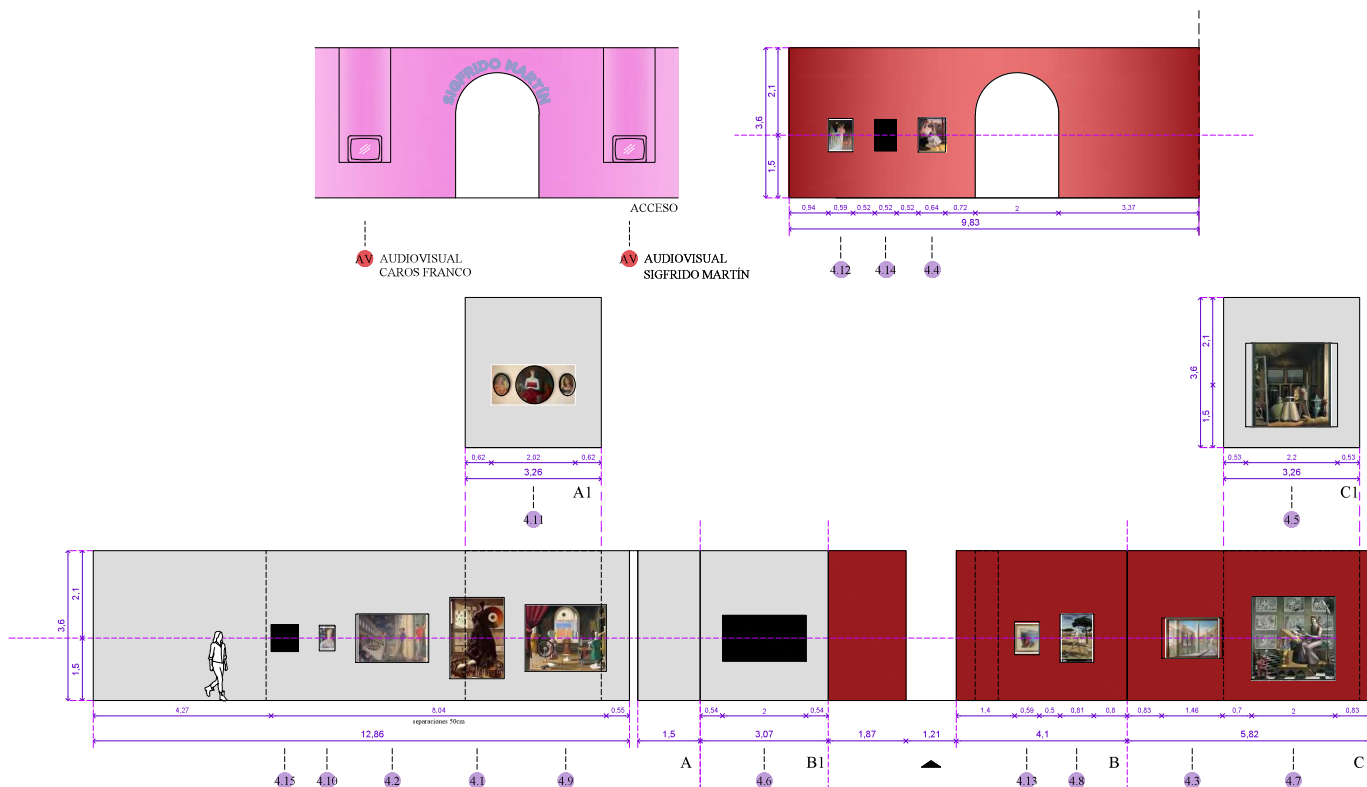 SIGFRIDO MARTÍN
ACCESO
AV AUDIOVISUAL
CAROS FRANCO
AV AUDIOVISUAL
SIGFRIDO MARTÍN
3,6
2,1
1,5
0,94 0,59 0,52 0,52 0,52 0,64 0,72 2 3,37
9,83
4.12 4.14 4.4
0,62 2,02 0,62
3,26
A1
4.11
3,6
2,1
1,5
0,53 2,2 0,53
3,26
C1
4.5
3,6
2,1
1,5
4,27 8,04 0,55
separaciones 50cm
12,86
1,5
0,54 2 0,54
3,07
1,87
1,21
1,4 0,59 0,5 0,81 0,8
4,1
0,83 1,46 0,7 2 0,83
5,82
A B1 B C
4.15 4.10 4.2 4.1 4.9 4.6 4.13 4.8 4.3 4.7